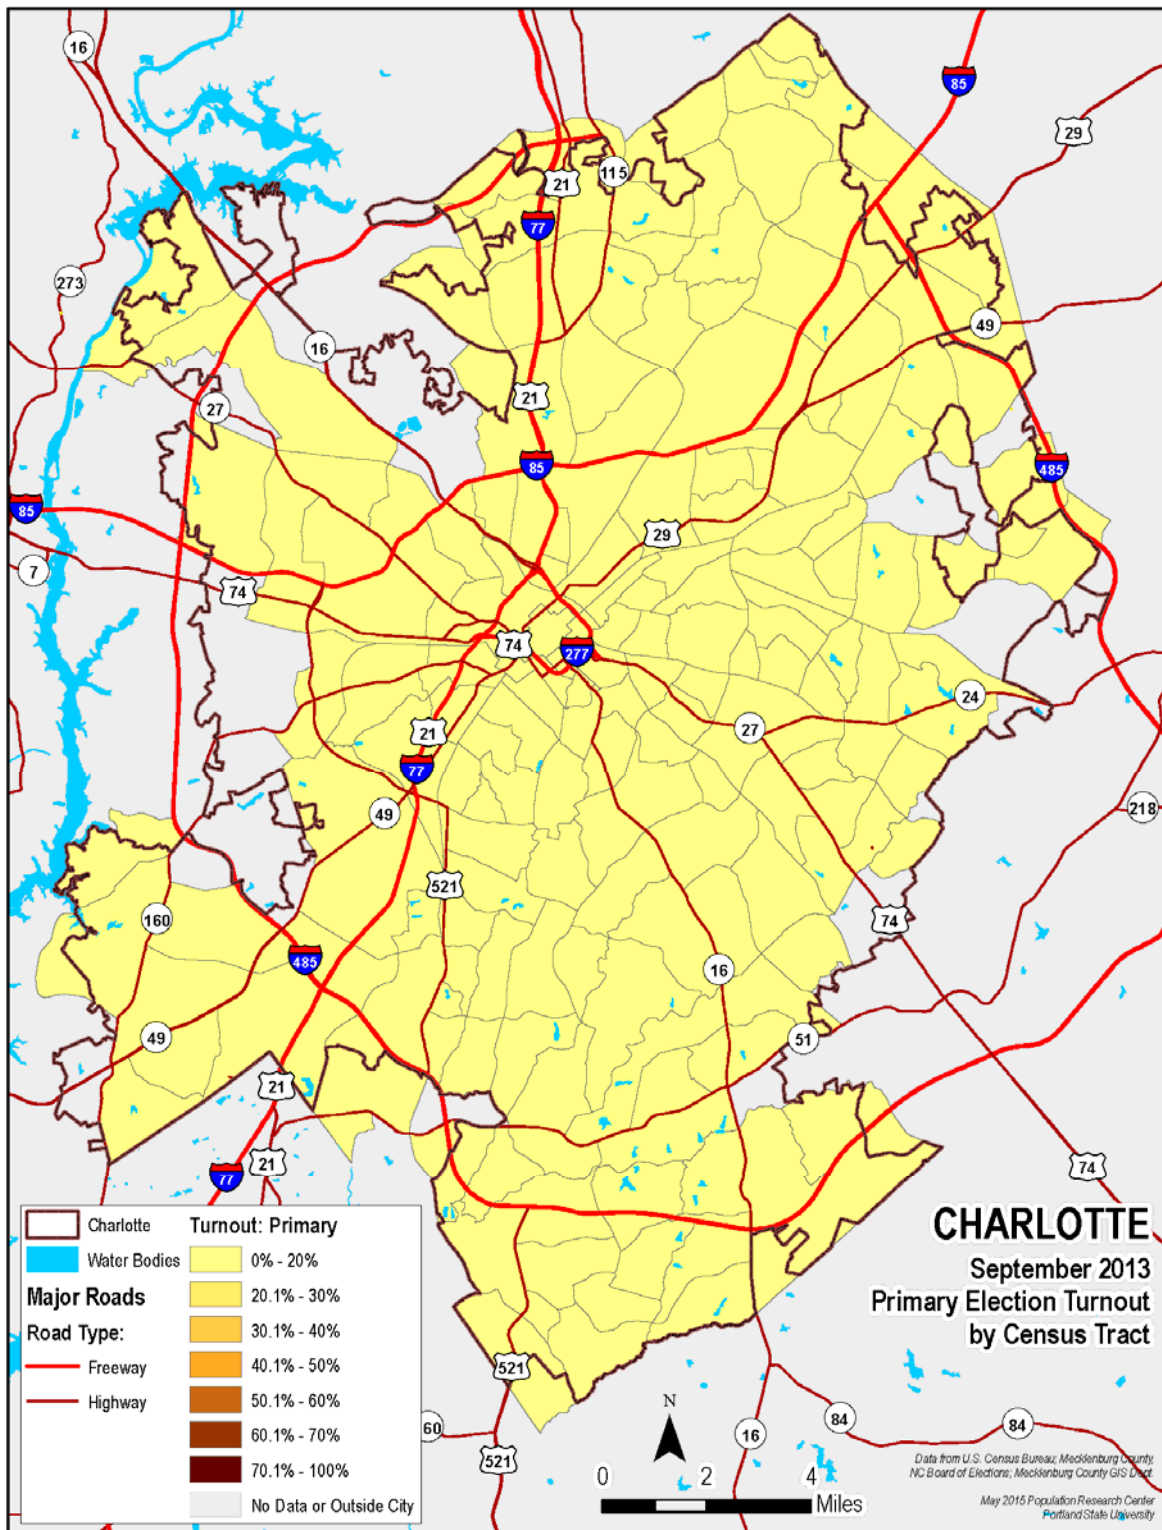 16
85
29
21
115
77
273
49
16
21
27
85
485
85
29
7
74
74
277
24
21
27
77
49
218
521
160
74
485
16
49
51
21
21
77
74
Charlotte
Water Bodies
Major Roads
Road Type:
Freeway
Highway
Turnout: Primary
0% - 20%
20.1% - 30%
30.1% - 40%
40.1% - 50%
50.1% - 60%
60.1% - 70%
70.1% - 100%
No Data or Outside City
CHARLOTTE
September 2013
Primary Election Turnout
by Census Tract
521
60
521
16
84
84
N
0 2 4
Miles
Data from U.S. Census Bureau; Mecklenburg County,
NC Board of Elections; Mecklenburg County GIS Dept.
May 2015 Population Research Center
Portland State University